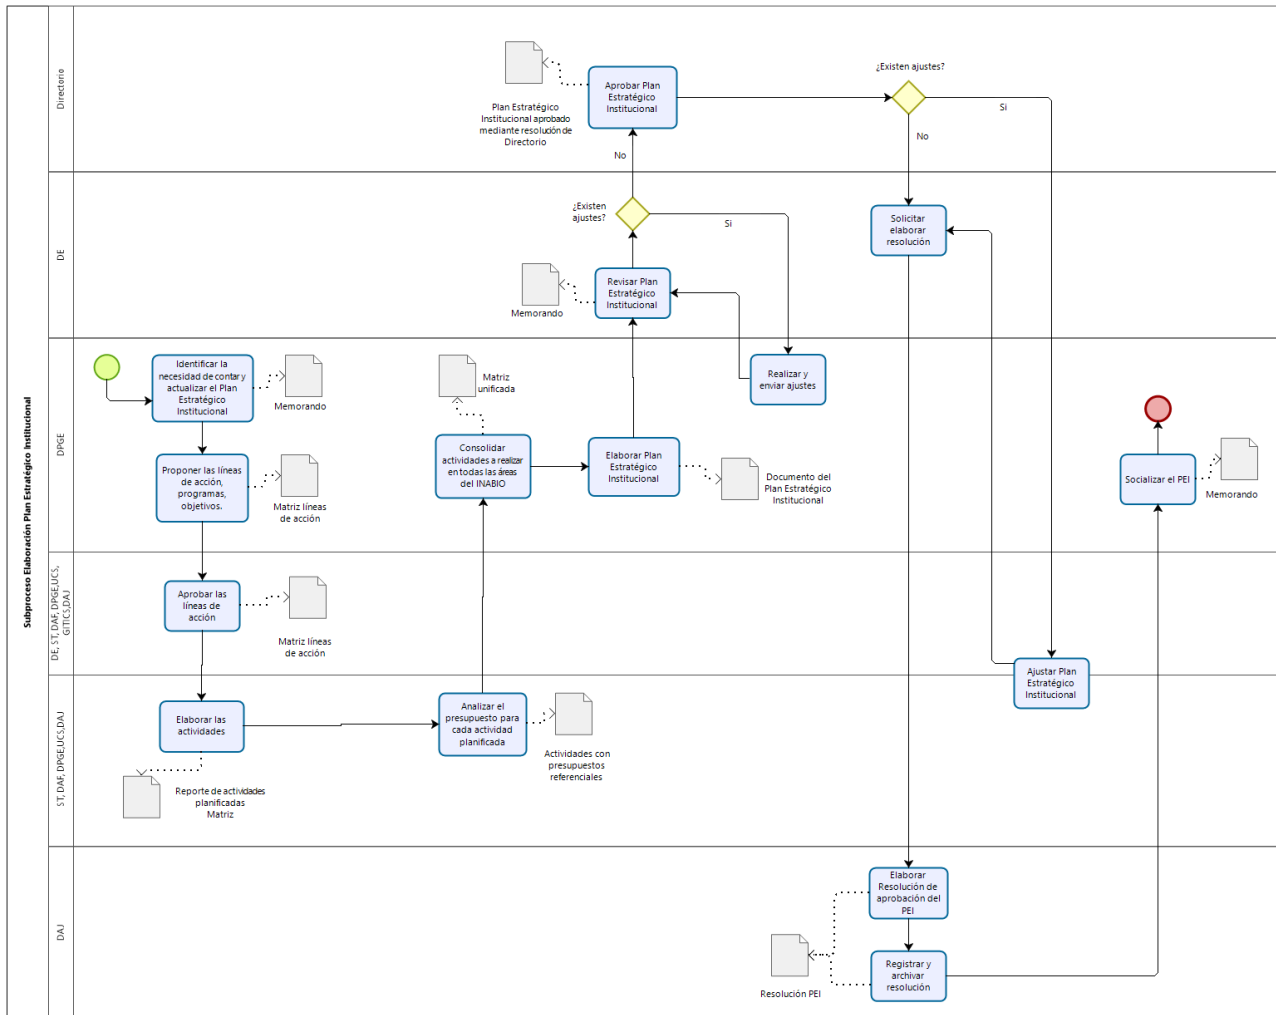 Subproceso Elaboración Plan Estratégico Institucional
Directorio
Plan Estratégico
Institucional aprobado
mediante resolución de
Directorio
Aprobar Plan
Estratégico
Institucional
¿Existen ajustes?
Si
No
No
DE
¿Existen
ajustes?
Si
Memorando
Revisar Plan
Estratégico
Institucional
Solicitar
elaborar
resolución
DPGE
Identificar la
necesidad de contar y
actualizar el Plan
Estratégico
Institucional
Memorando
Proponer las líneas
de acción,
programas,
objetivos.
Matriz líneas
de acción
Matriz
unificada
Consolidar
actividades a realizar
en todas las áreas
del INABIO
Elaborar Plan
Estratégico
Institucional
Documento del
Plan Estratégico
Institucional
Realizar y
enviar ajustes
Socializar el PEI
Memorando
DE, ST, DAF, DPGE,UCS,
GITICS,DAJ
Aprobar las
líneas de
acción
Matriz líneas
de acción
Ajustar Plan
Estratégico
Institucional
ST, DAF, DPGE,UCS,DAJ
Elaborar las
actividades
Reporte de actividades
planificadas
Matriz
Analizar el
presupuesto para
cada actividad
planificada
Actividades con
presupuestos
referenciales
DAJ
Elaborar
Resolución de
aprobación del
PEI
Resolución PEI
Registrar y
archivar
resolución